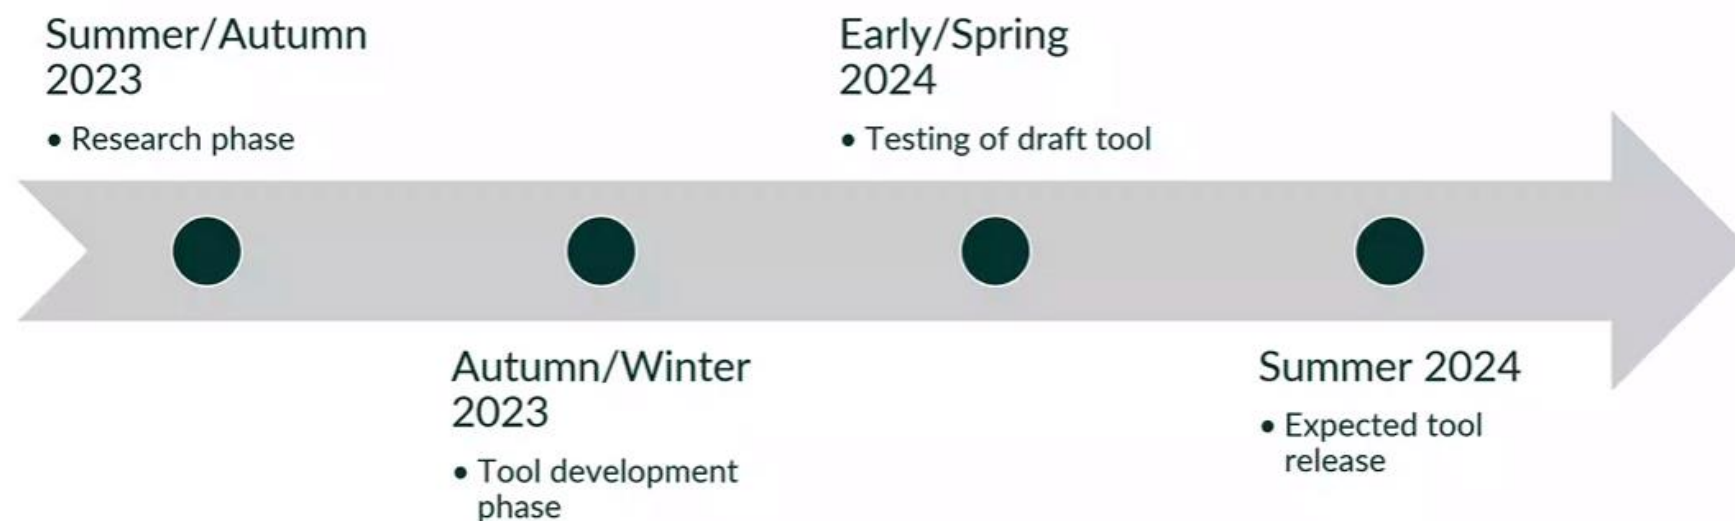 Summer/Autumn
2023
• Research phase
Autumn/Winter
2023
• Tool development
phase
Early/Spring
2024
• Testing of draft tool
Summer 2024
• Expected tool
release